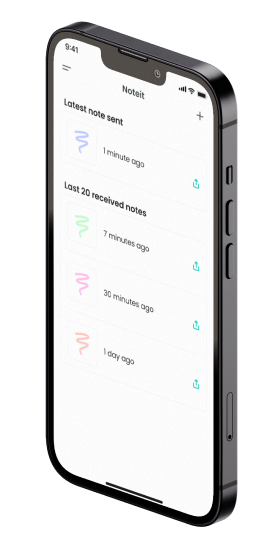 9:41
Noteit
Latest note sent
1 minute ago
Last 20 received notes
7 minutes ago
30 minutes ago
1 day ago